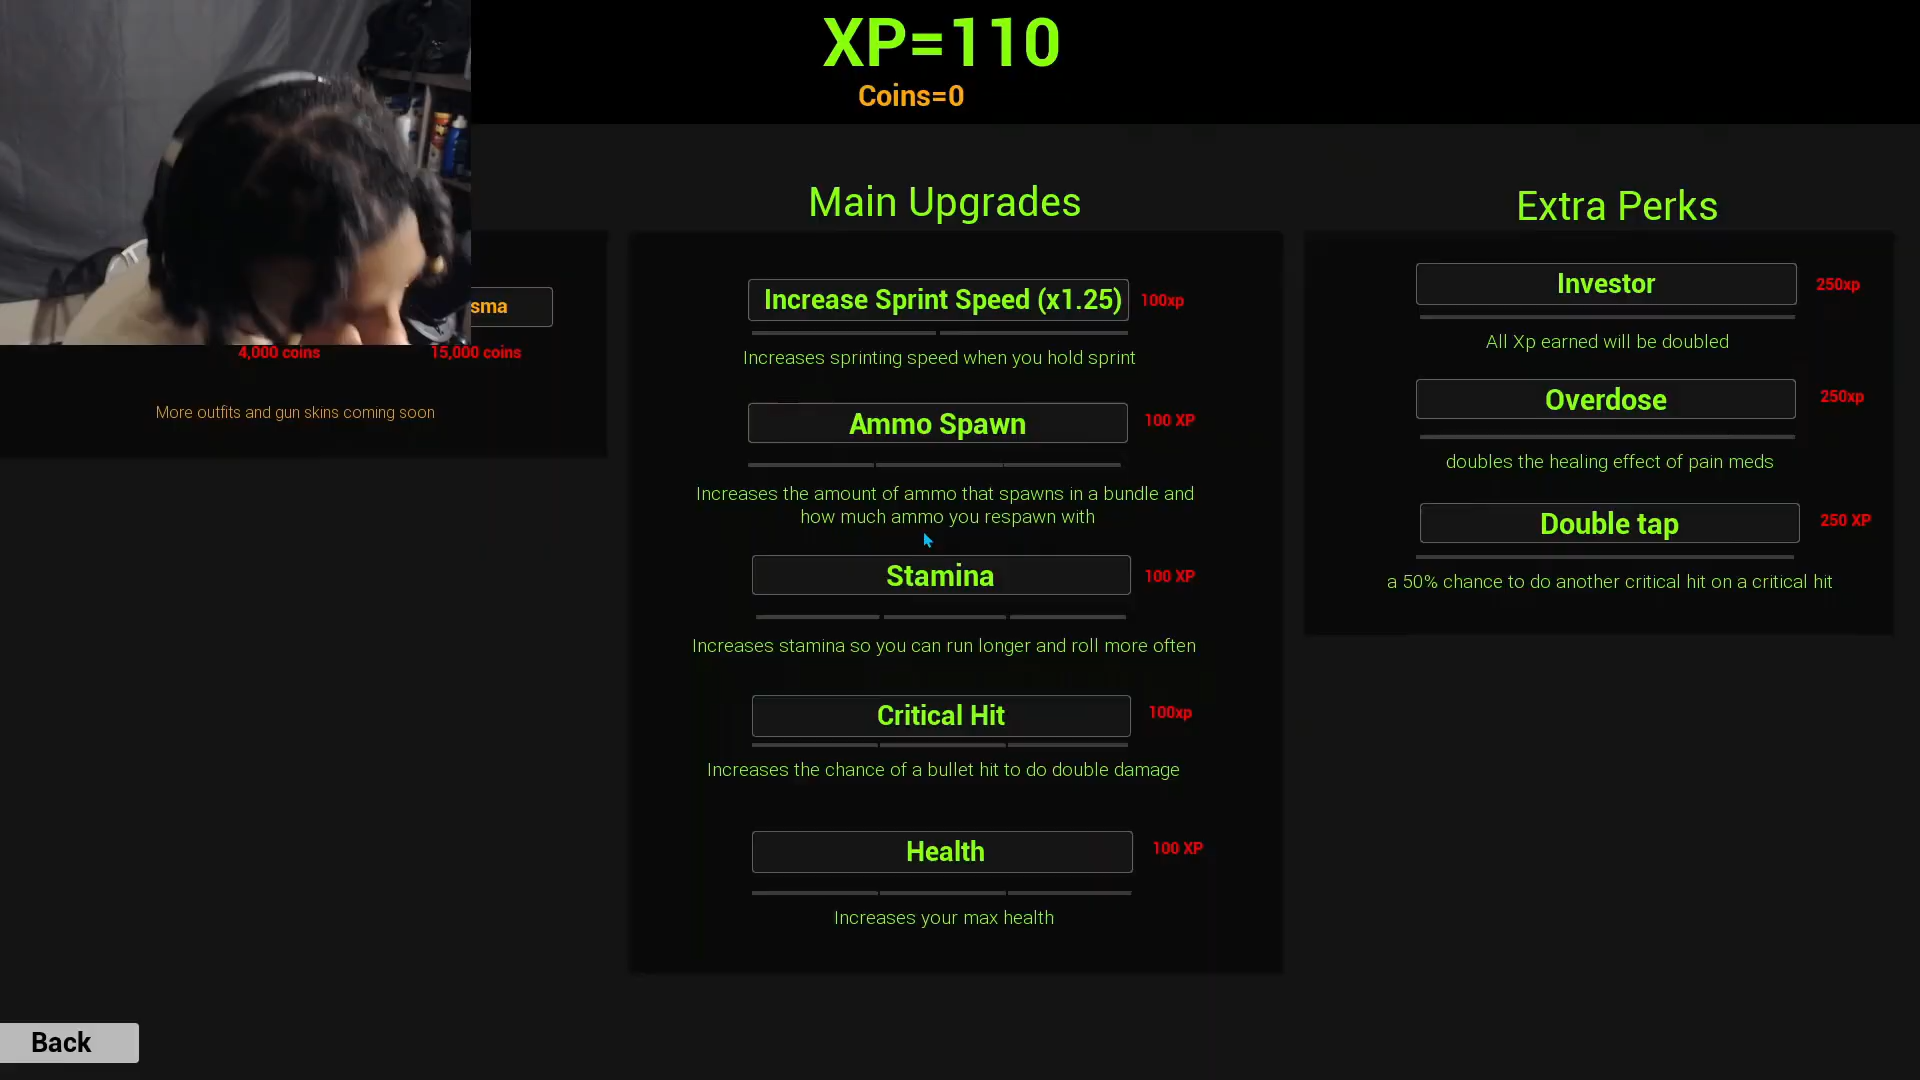 XP=110
Coins=0
sma
4,000 coins
15,000 coins
More outfits and gun skins coming soon
Main Upgrades
Increase Sprint Speed (x1.25)
100xp
Increases sprinting speed when you hold sprint
Ammo Spawn
100 XP
Increases the amount of ammo that spawns in a bundle and
how much ammo you respawn with
Stamina
100 XP
Increases stamina so you can run longer and roll more often
Critical Hit
100xp
Increases the chance of a bullet hit to do double damage
Health
100 XP
Increases your max health
Extra Perks
Investor
250xp
All Xp earned will be doubled
Overdose
250xp
doubles the healing effect of pain meds
Double tap
250 XP
a 50% chance to do another critical hit on a critical hit
Back